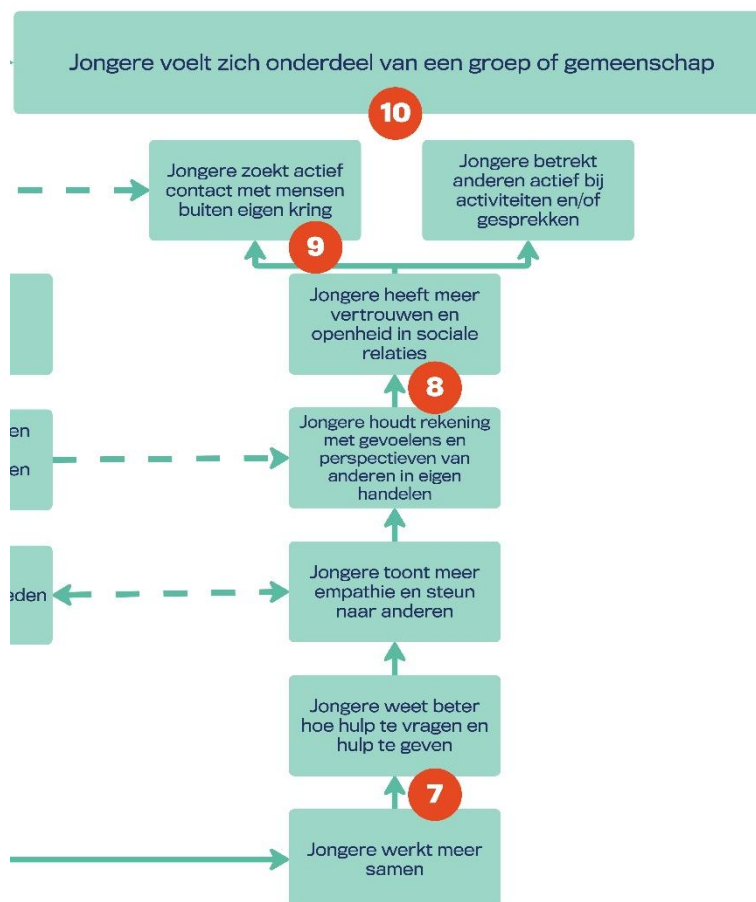 Jongere voelt zich onderdeel van een groep of gemeenschap
10
Jongere zoekt actief
contact met mensen
buiten eigen kring
Jongere betrekt
anderen actief bij
activiteiten en/of
gesprekken
9
Jongere heeft meer
vertrouwen en
openheid in sociale
relaties
8
en
en
Jongere houdt rekening
met gevoelens en
perspectieven van
anderen in eigen
handelen
eden
Jongere toont meer
empathie en steun
naar anderen
Jongere weet beter
hoe hulp te vragen en
hulp te geven
7
Jongere werkt meer
samen